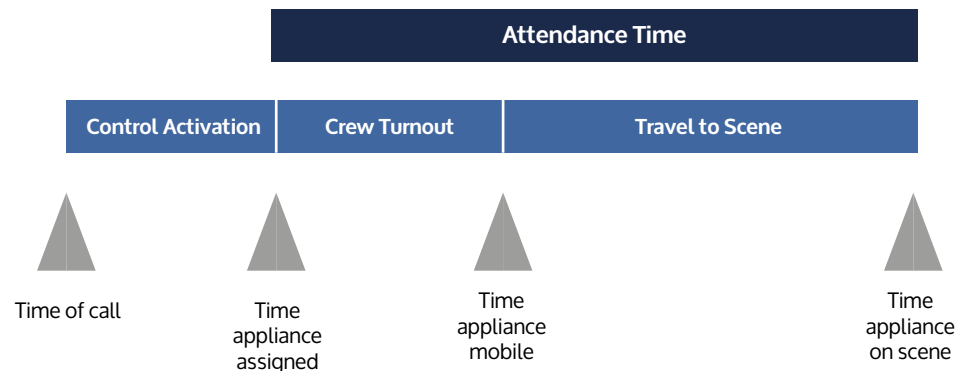 Attendance Time
Control Activation
Crew Turnout
Travel to Scene
Time of call
Time
appliance
assigned
Time
appliance
mobile
Time
appliance
on scene